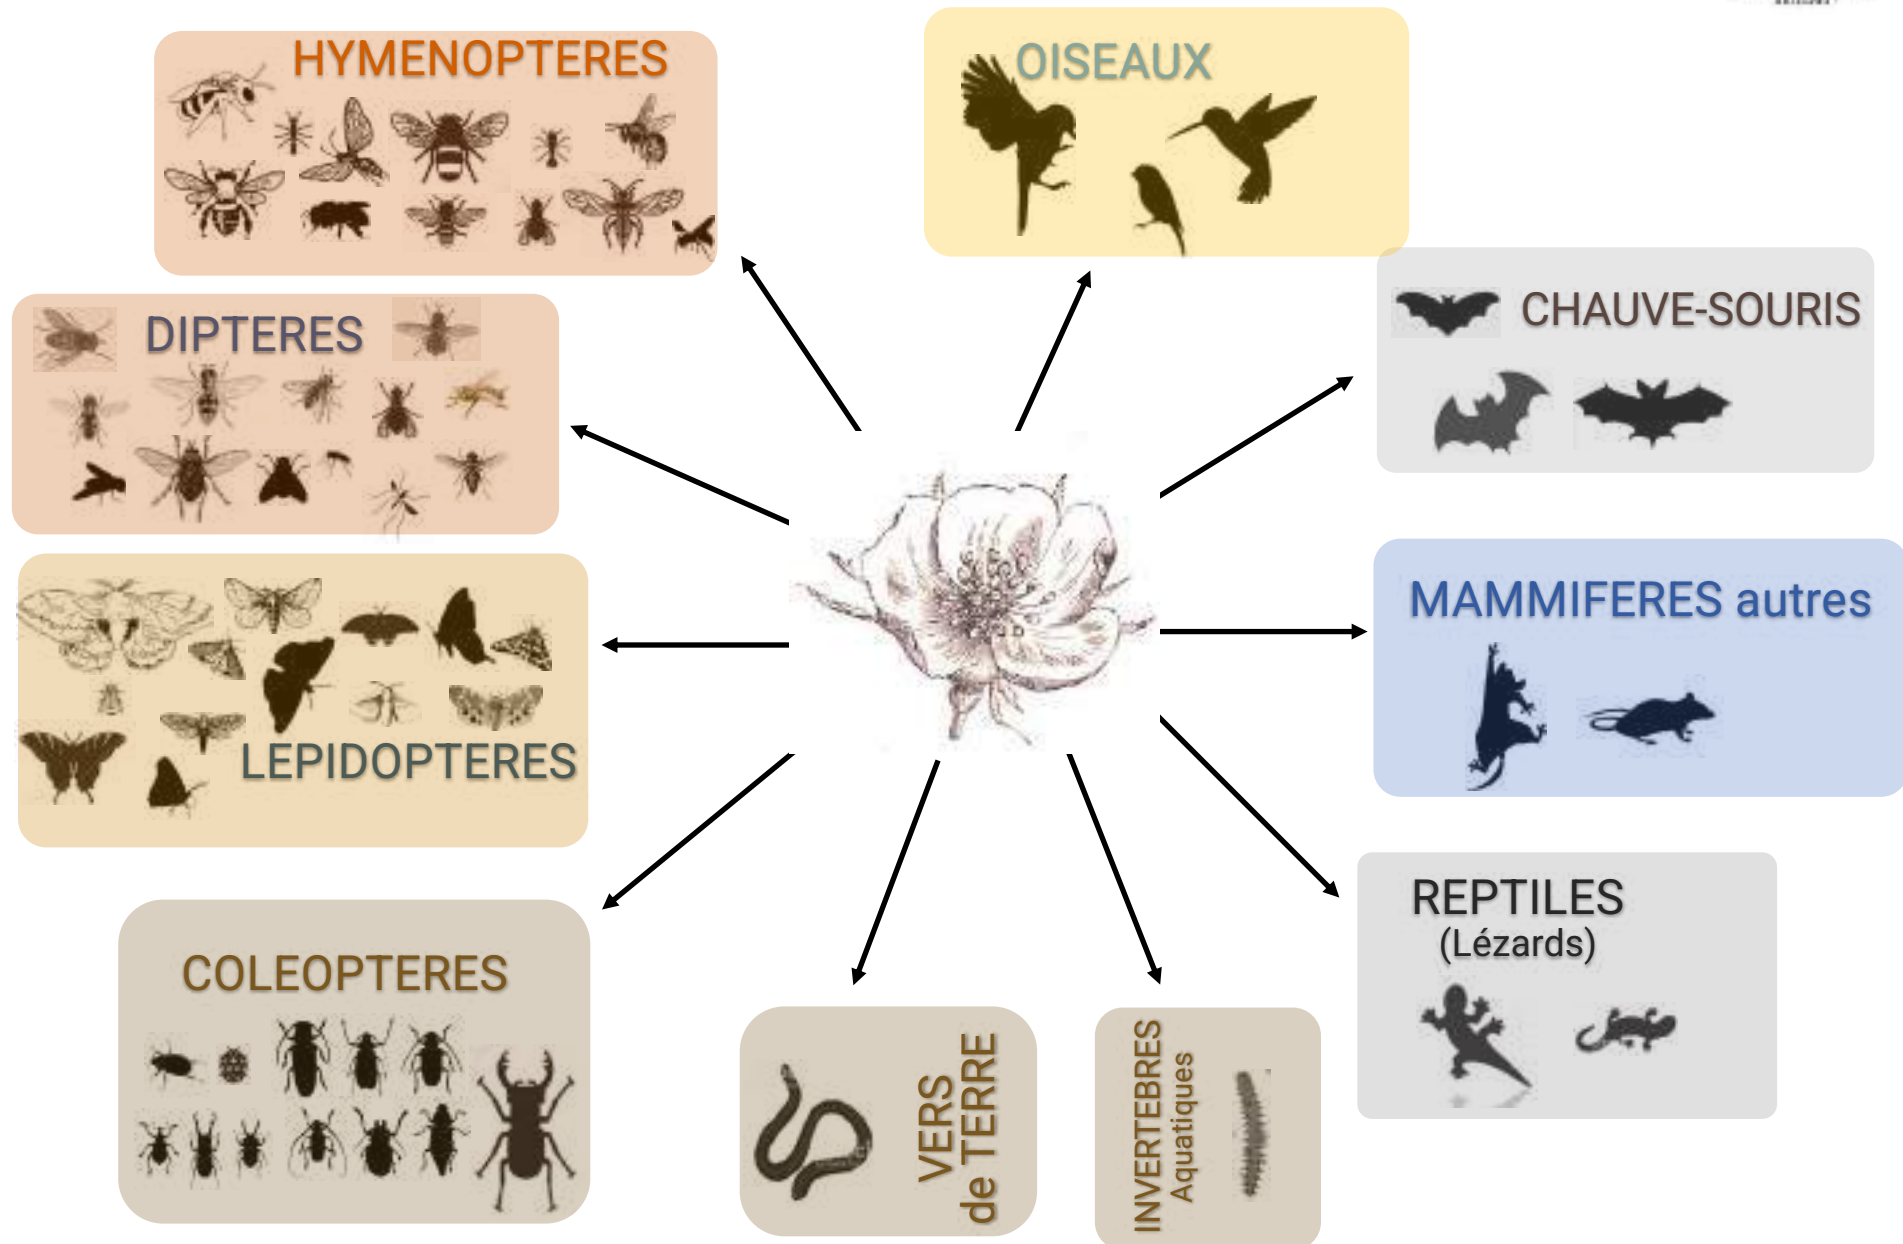 HYMENOPTERES
OISEAUX
CHAUVE-SOURIS
DIPTERES
MAMMIFERES autres
LEPIDOPTERES
REPTILES
(Lézards)
COLEOPTERES
VERS
de TERRE
INVERTEBRES
Aquatiques